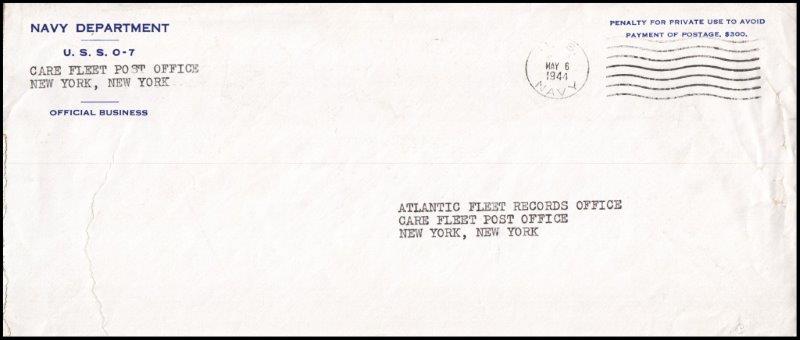 NAVY DEPARTMENT
U. S. S. O-7
CARE FLEET POST OFFICE
NEW YORK, NEW YORK
OFFICIAL BUSINESS
PENALTY FOR PRIVATE USE TO AVOID
PAYMENT OF POSTAGE, $300.
MAY 6
1944
NAVY
ATLANTIC FLEET RECORDS OFFICE
CARE FLEET POST OFFICE
NEW YORK, NEW YORK